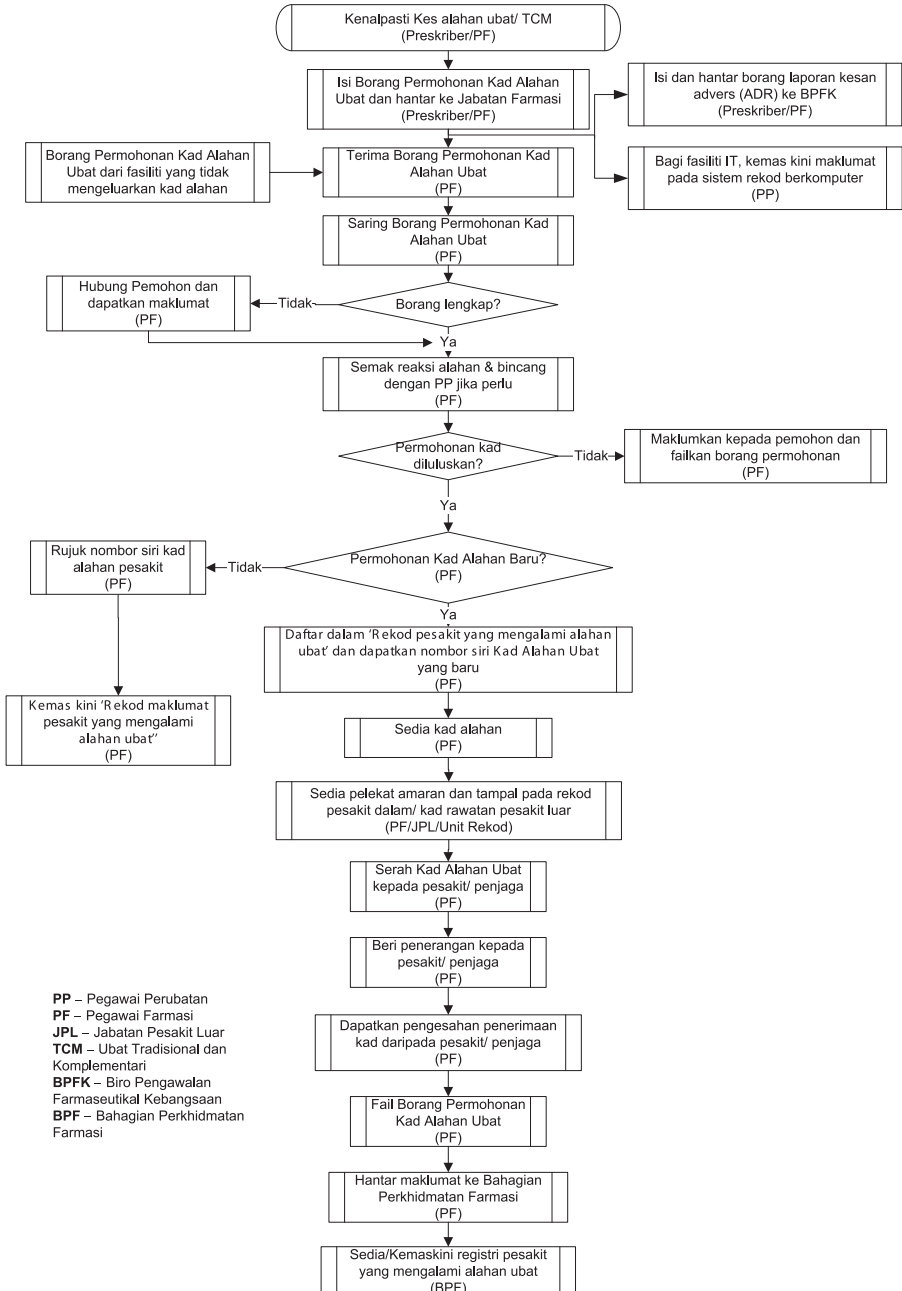 Kenalpasti Kes alahan ubat/ TCM
(Preskriber/PF)
Isi Borang Permohonan Kad Alahan
Ubat dan hantar ke Jabatan Farmasi
(Preskriber/PF)
Isi dan hantar borang laporan kesan
advers (ADR) ke BPFK
(Preskriber/PF)
Borang Permohonan Kad Alahan
Ubat dari fasiliti yang tidak
mengeluarkan kad alahan
Terima Borang Permohonan Kad
Alahan Ubat
(PF)
Bagi fasiliti IT, kemas kini maklumat
pada sistem rekod berkomputer
(PP)
Saring Borang Permohonan Kad
Alahan Ubat
(PF)
Hubung Pemohon dan
dapatkan maklumat
(PF)
Tidak
Borang lengkap?
Ya
Semak reaksi alahan & bincang
dengan PP jika perlu
(PF)
Permohonan kad
diluluskan?
Tidak
Maklumkan kepada pemohon dan
failkan borang permohonan
(PF)
Ya
Rujuk nombor siri kad
alahan pesakit
(PF)
Tidak
Permohonan Kad Alahan Baru?
(PF)
Ya
Daftar dalam ‘Rekod pesakit yang mengalami alahan
ubat’ dan dapatkan nombor siri Kad Alahan Ubat
yang baru
(PF)
Kemas kini ‘Rekod maklumat
pesakit yang mengalami
alahan ubat”
(PF)
Sedia kad alahan
(PF)
Sedia pelekat amaran dan tampal pada rekod
pesakit dalam/ kad rawatan pesakit luar
(PF/JPL/Unit Rekod)
Serah Kad Alahan Ubat
kepada pesakit/ penjaga
(PF)
Beri penerangan kepada
pesakit/ penjaga
(PF)
Dapatkan pengesahan penerimaan
kad daripada pesakit/ penjaga
(PF)
Fail Borang Permohonan
Kad Alahan Ubat
(PF)
Hantar maklumat ke Bahagian
Perkhidmatan Farmasi
(PF)
Sedia/Kemaskini registri pesakit
yang mengalami alahan ubat
(BPF)
PP – Pegawai Perubatan
PF – Pegawai Farmasi
JPL – Jabatan Pesakit Luar
TCM – Ubat Tradisional dan
Komplementari
BPFK – Biro Pengawalan
Farmaseutikal Kebangsaan
BPF – Bahagian Perkhidmatan
Farmasi